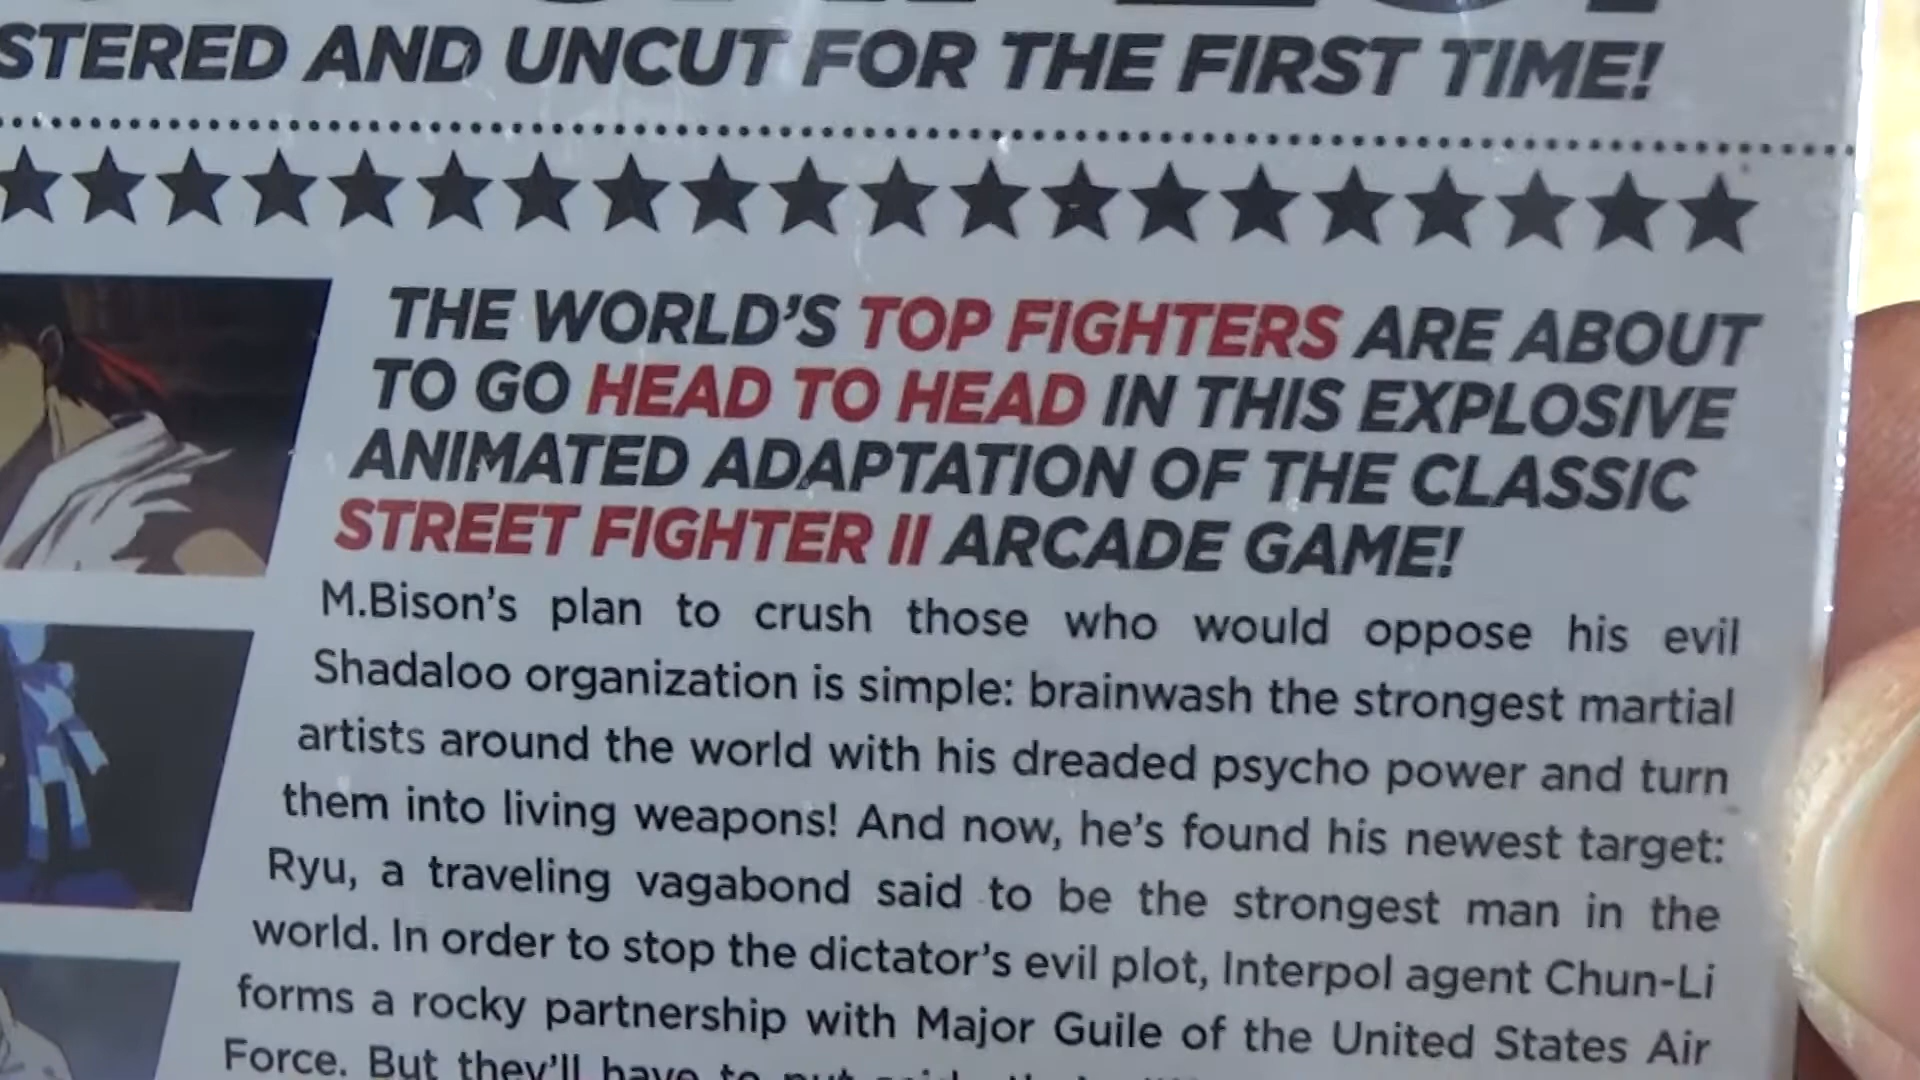 STERED AND UNCUT FOR THE FIRST TIME!
THE WORLD'S TOP FIGHTERS ARE ABOUT
TO GO HEAD TO HEAD IN THIS EXPLOSIVE
ANIMATED ADAPTATION OF THE CLASSIC
STREET FIGHTER II ARCADE GAME!
M.Bison's plan to crush those who would oppose his evil
Shadaloo organization is simple: brainwash the strongest martial
artists around the world with his dreaded psycho power and turn
them into living weapons! And now, he's found his newest target:
Ryu, a traveling vagabond said to be the strongest man in the
world. In order to stop the dictator's evil plot, Interpol agent Chun-Li
forms a rocky partnership with Major Guile of the United States Air
Force. But they'll have to put